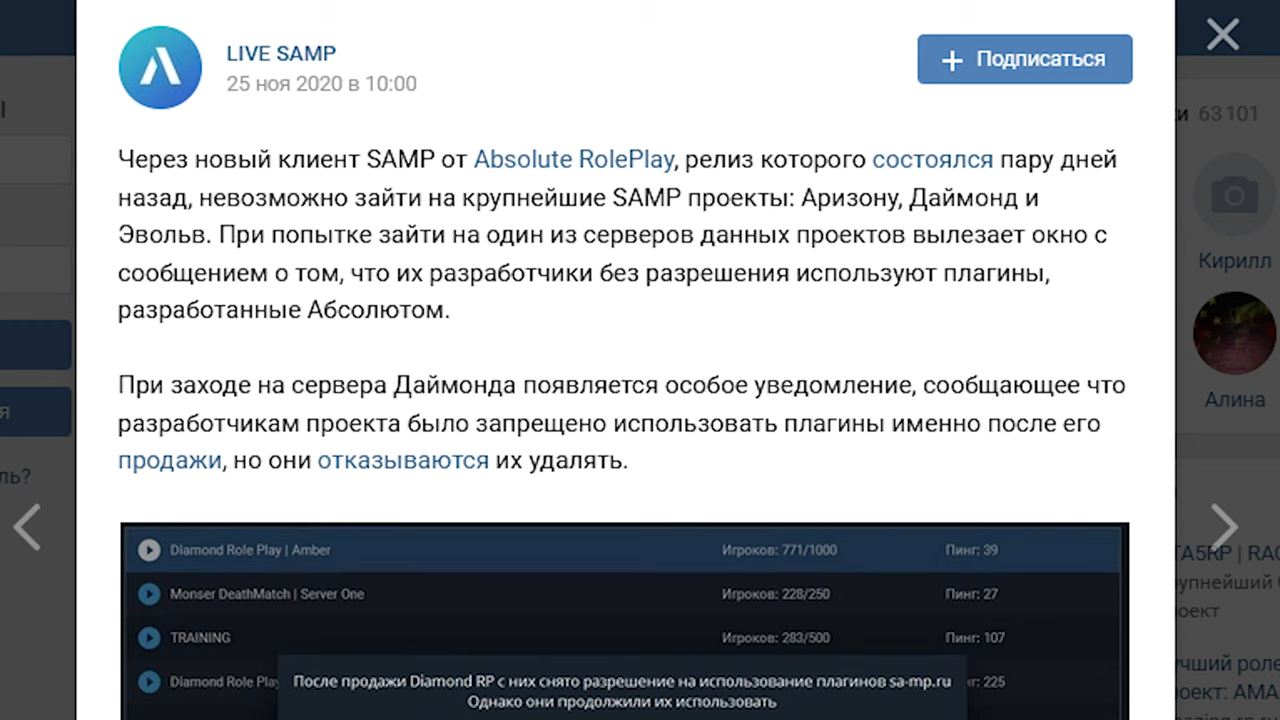 LIVE SAMP
25 ноя 2020 в 10:00
Подписаться
Через новый клиент SAMP от Absolute RolePlay, релиз которого состоялся пару дней
назад, невозможно зайти на крупнейшие SAMP проекты: Аризону, Даймонд и
Эвольв. При попытке зайти на один из серверов данных проектов вылезает окно с
сообщением о том, что их разработчики без разрешения используют плагины,
разработанные Абсолютом.
При заходе на сервера Даймонда появляется особое уведомление, сообщающее что
разработчикам проекта было запрещено использовать плагины именно после его
продажи, но они отказываются их удалять.
Diamond Role Play | Amber Игроков: 771/1000 Пинг: 39
Monser DeathMatch | Server One Игроков: 228/250 Пинг: 27
TRAINING Игроков: 283/500 Пинг: 107
Diamond Role Play 225
После продажи Diamond RP с них снято разрешение на использование плагинов sa-mp.ru
Однако они продолжили их использовать
63 101
Кирилл
Алина